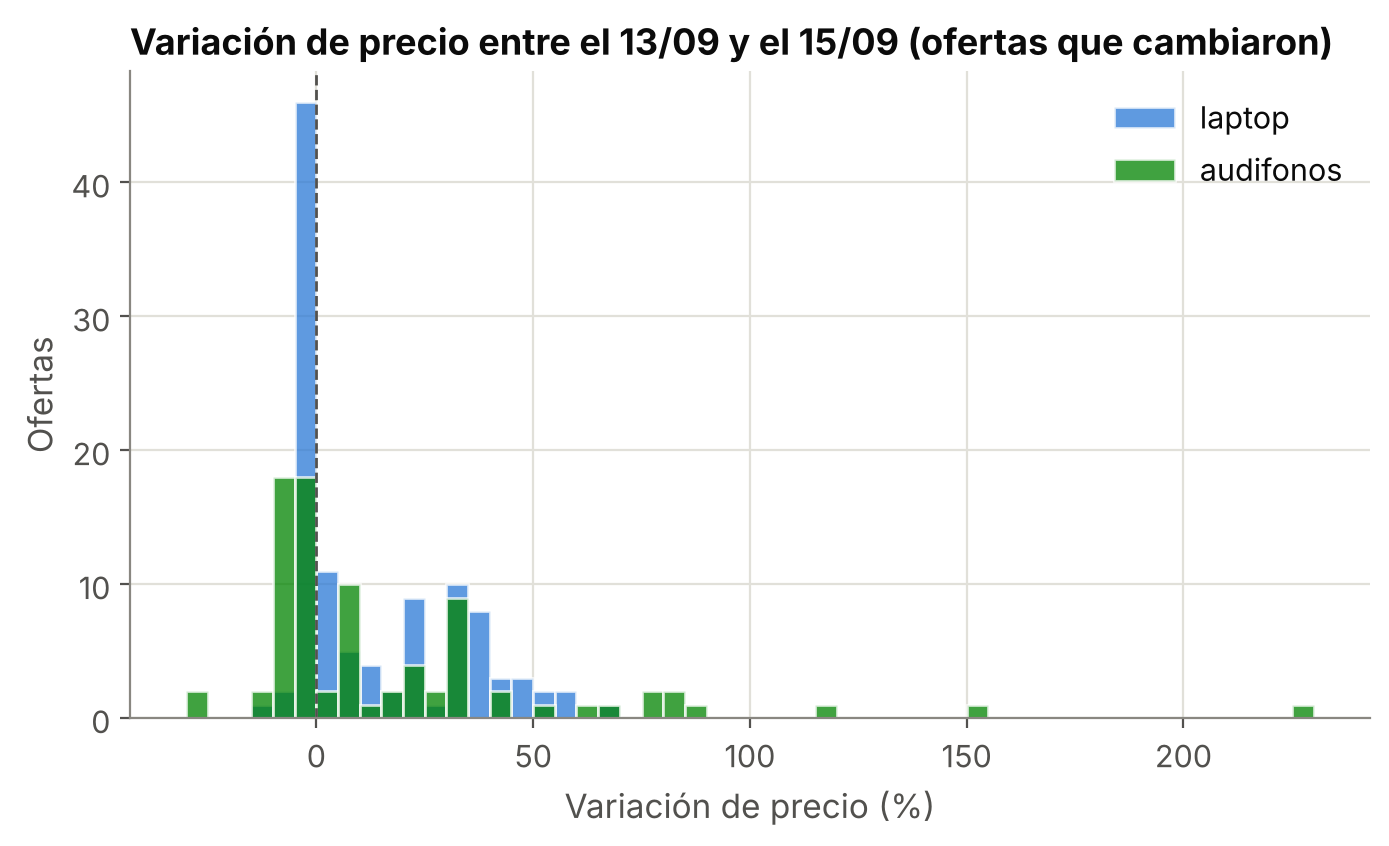 Variación de precio entre el 13/09 y el 15/09 (ofertas que cambiaron)
laptop
audifonos
Ofertas
40
30
20
10
0
0 50 100 150 200
Variación de precio (%)